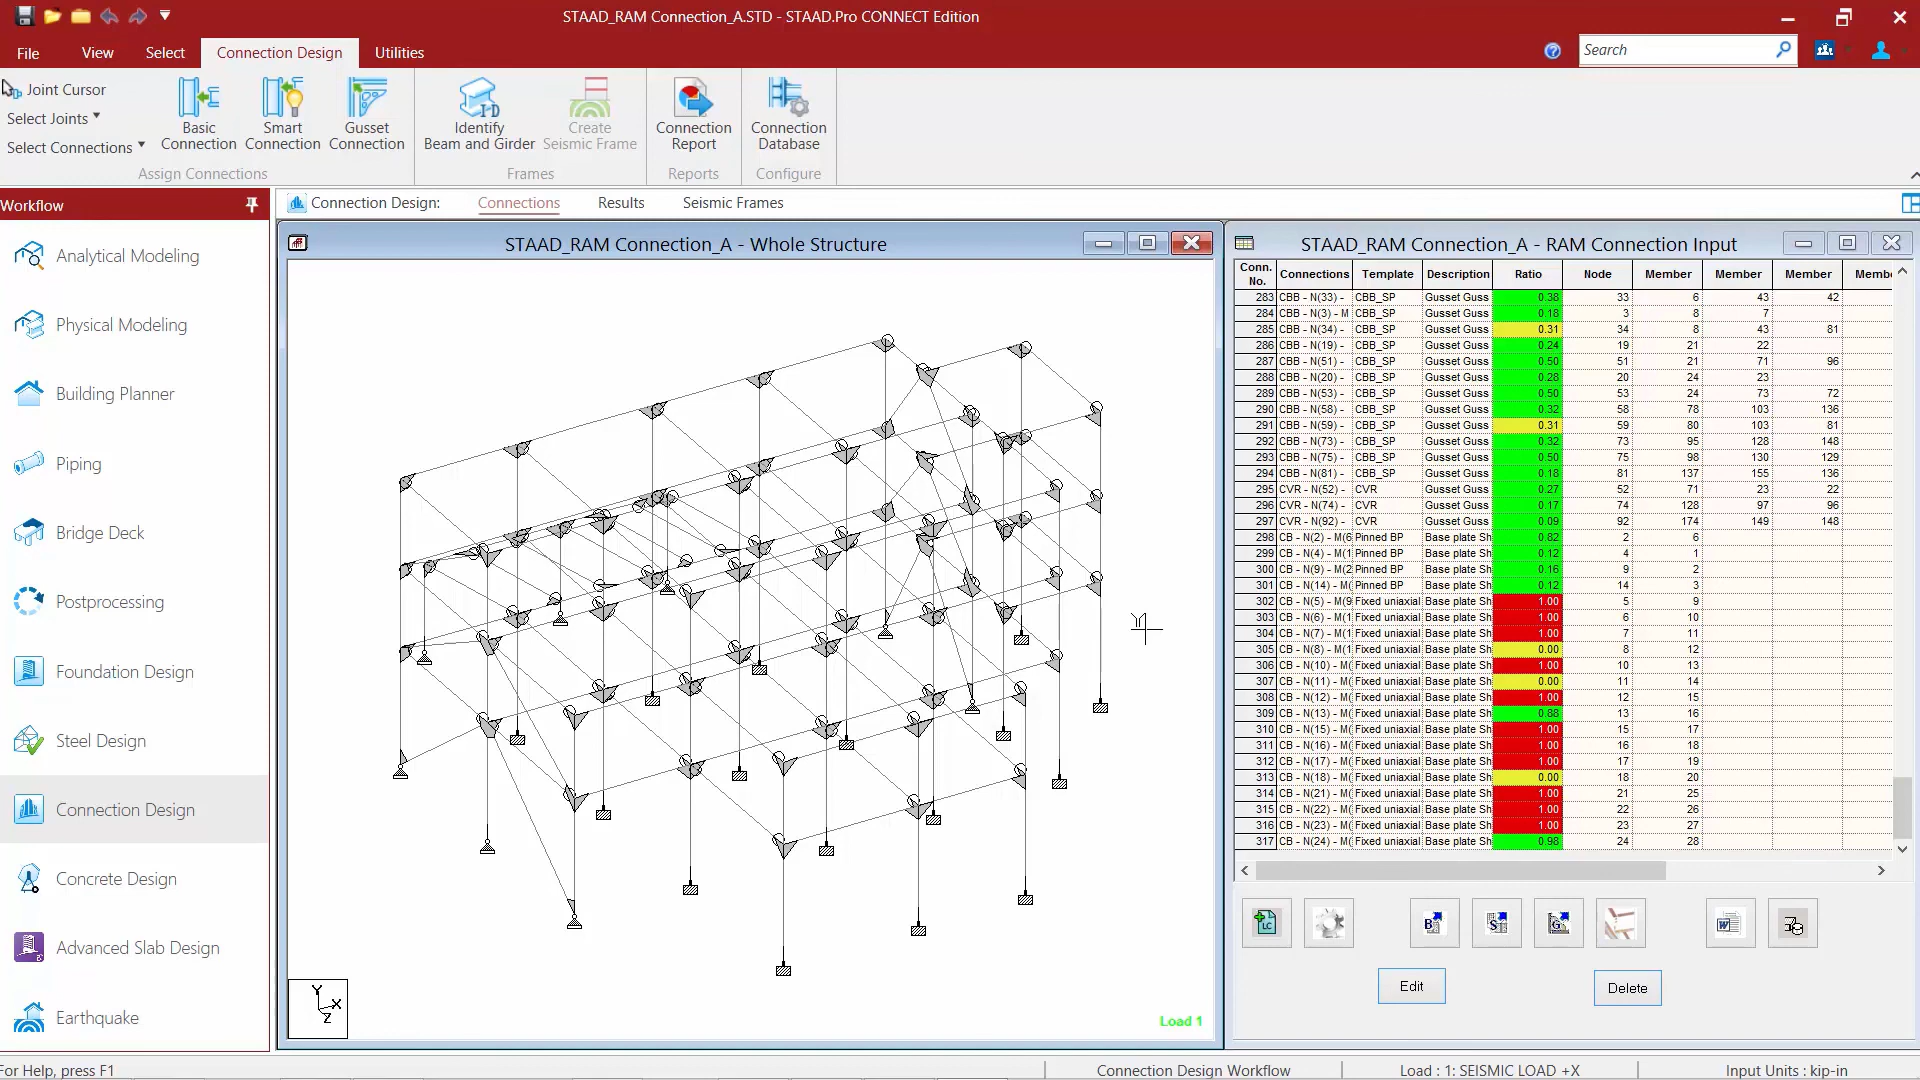 STAAD_RAM Connection_A.STD - STAAD.Pro CONNECT Edition
File View Select Connection Design Utilities Search
Joint Cursor
Select Joints
Select Connections
Basic Connection
Smart Connection
Gusset Connection
Identify Beam and Girder
Create Seismic Frame
Connection Report
Connection Database
Assign Connections Frames Reports Configure
Workflow
Connection Design: Connections Results Seismic Frames
Analytical Modeling
Physical Modeling
Building Planner
Piping
Bridge Deck
Postprocessing
Foundation Design
Steel Design
Connection Design
Concrete Design
Advanced Slab Design
Earthquake
STAAD_RAM Connection_A - Whole Structure
Y
X
Z
Load 1
STAAD_RAM Connection_A - RAM Connection Input
Conn. No. Connections Template Description Ratio Node Member Member Member Membe
283 CBB - N(33) - CBB_SP Gusset Guss 0.38 33 6 43 42
284 CBB - N(3) - M CBB_SP Gusset Guss 0.18 3 8 7
285 CBB - N(34) - CBB_SP Gusset Guss 0.31 34 8 43 81
286 CBB - N(19) - CBB_SP Gusset Guss 0.24 19 21 22
287 CBB - N(51) - CBB_SP Gusset Guss 0.50 51 21 71 96
288 CBB - N(20) - CBB_SP Gusset Guss 0.28 20 24 23
289 CBB - N(53) - CBB_SP Gusset Guss 0.50 53 24 73 72
290 CBB - N(58) - CBB_SP Gusset Guss 0.32 58 78 103 136
291 CBB - N(59) - CBB_SP Gusset Guss 0.31 59 80 103 81
292 CBB - N(73) - CBB_SP Gusset Guss 0.32 73 95 128 148
293 CBB - N(75) - CBB_SP Gusset Guss 0.50 75 98 130 129
294 CBB - N(81) - CBB_SP Gusset Guss 0.18 81 137 155 136
295 CVR - N(52) - CVR Gusset Guss 0.27 52 71 23 22
296 CVR - N(74) - CVR Gusset Guss 0.17 74 128 97 96
297 CVR - N(92) - CVR Gusset Guss 0.09 92 174 149 148
298 CB - N(2) - M(6 Pinned BP Base plate Sh 0.82 2 6
299 CB - N(4) - M(1 Pinned BP Base plate Sh 0.12 4 1
300 CB - N(9) - M(2 Pinned BP Base plate Sh 0.16 9 2
301 CB - N(14) - M( Pinned BP Base plate Sh 0.12 14 3
302 CB - N(5) - M(9 Fixed uniaxial Base plate Sh 1.00 5 9
303 CB - N(6) - M(1 Fixed uniaxial Base plate Sh 1.00 6 10
304 CB - N(7) - M(1 Fixed uniaxial Base plate Sh 1.00 7 11
305 CB - N(8) - M(1 Fixed uniaxial Base plate Sh 0.00 8 12
306 CB - N(10) - M( Fixed uniaxial Base plate Sh 1.00 10 13
307 CB - N(11) - M( Fixed uniaxial Base plate Sh 0.00 11 14
308 CB - N(12) - M( Fixed uniaxial Base plate Sh 1.00 12 15
309 CB - N(13) - M( Fixed uniaxial Base plate Sh 0.88 13 16
310 CB - N(15) - M( Fixed uniaxial Base plate Sh 1.00 15 17
311 CB - N(16) - M( Fixed uniaxial Base plate Sh 1.00 16 18
312 CB - N(17) - M( Fixed uniaxial Base plate Sh 1.00 17 19
313 CB - N(18) - M( Fixed uniaxial Base plate Sh 0.00 18 20
314 CB - N(21) - M( Fixed uniaxial Base plate Sh 1.00 21 25
315 CB - N(22) - M( Fixed uniaxial Base plate Sh 1.00 22 26
316 CB - N(23) - M( Fixed uniaxial Base plate Sh 1.00 23 27
317 CB - N(24) - M( Fixed uniaxial Base plate Sh 0.98 24 28
Edit Delete
For Help, press F1 Connection Design Workflow Load : 1: SEISMIC LOAD +X Input Units : kip-in